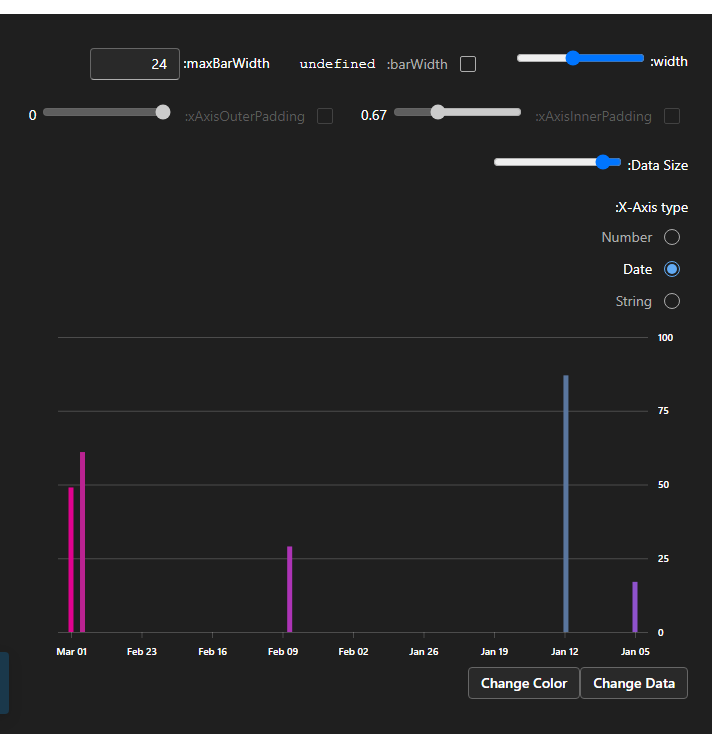 :width
:barWidth undefined
:maxBarWidth 24
:xAxisInnerPadding 0.67
:xAxisOuterPadding 0
:Data Size
:X-Axis type
Number
Date
String
100
75
50
25
0
Mar 01 Feb 23 Feb 16 Feb 09 Feb 02 Jan 26 Jan 19 Jan 12 Jan 05
Change Color Change Data